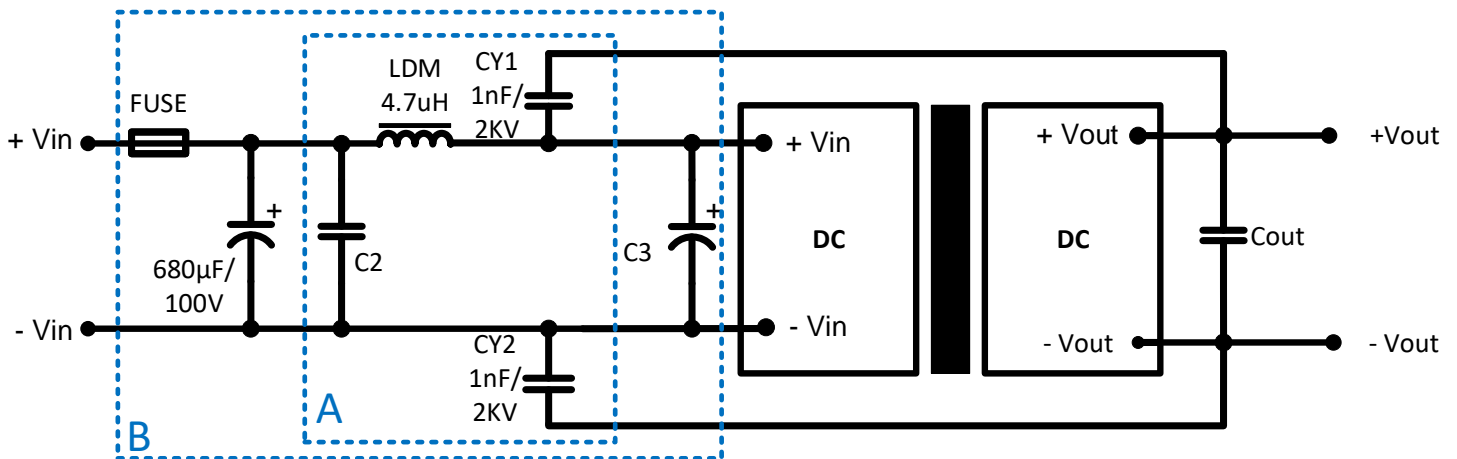 FUSE
LDM
4.7uH
CY1
1nF/
2KV
+ Vin
+
680µF/
100V
C2
C3
+
- Vin
CY2
1nF/
2KV
A
B
+ Vin
DC
- Vin
+ Vout
DC
- Vout
Cout
+Vout
- Vout